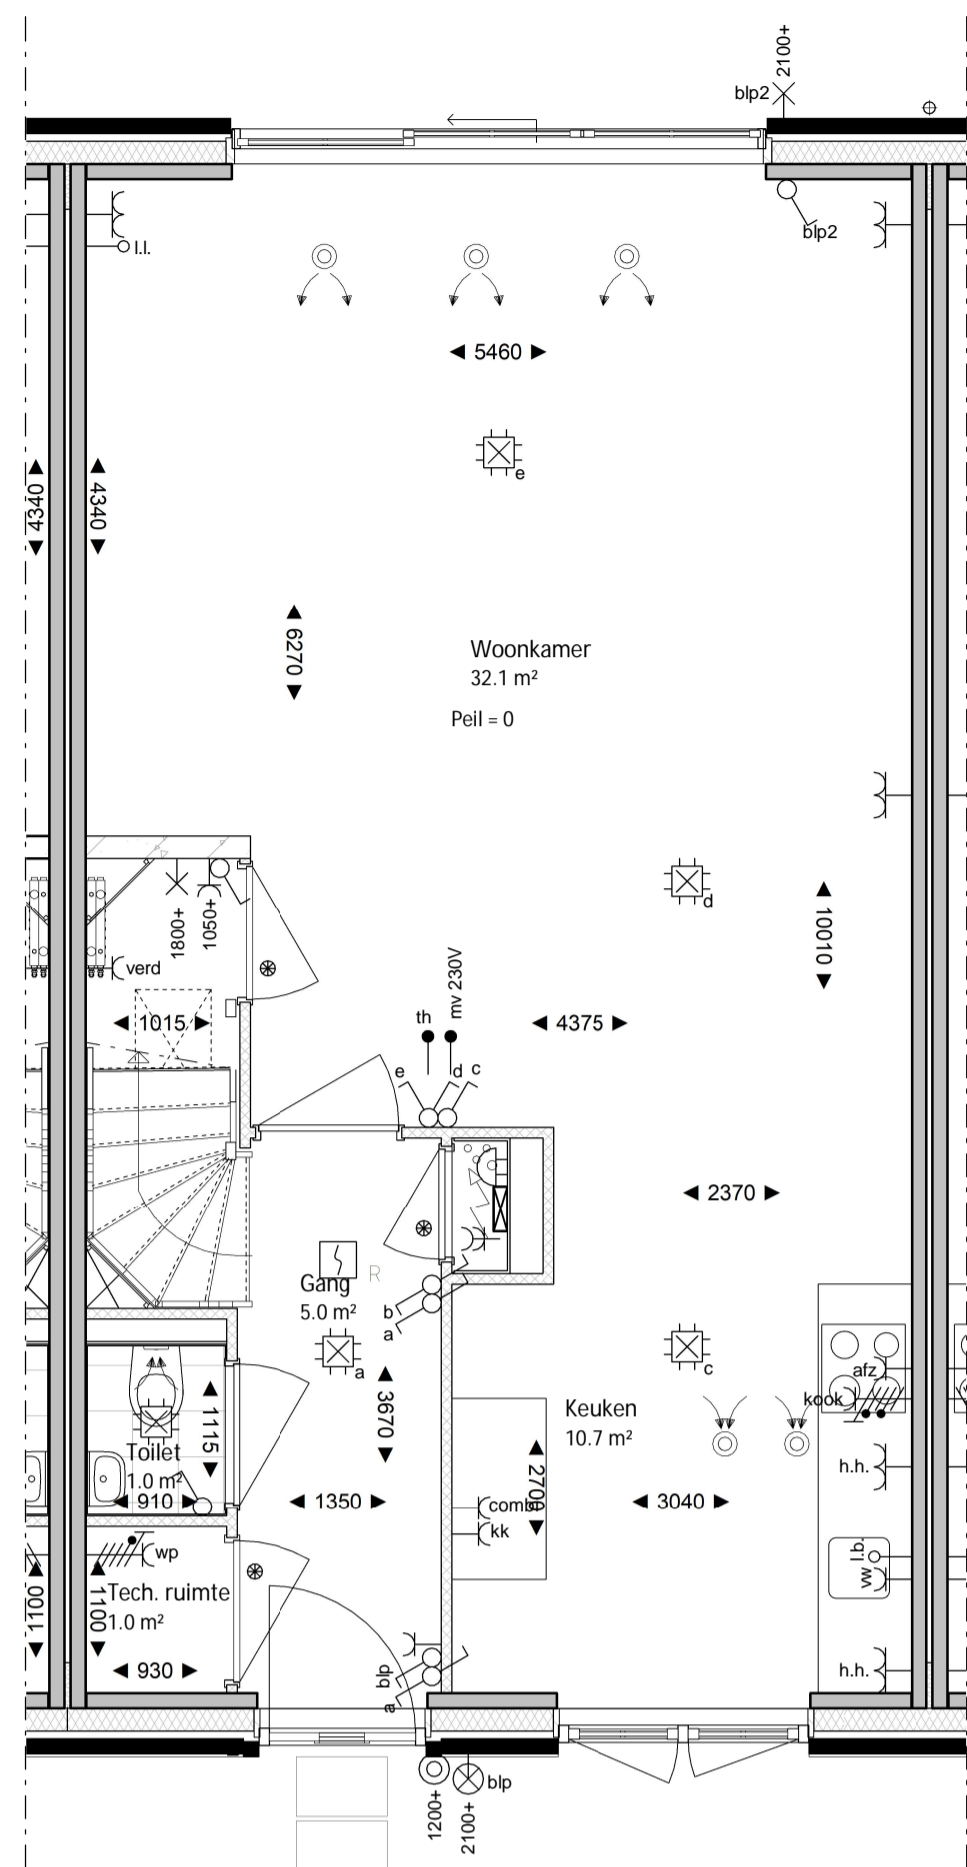 2100+
blp2
blp2
l.l.
◄ 5460 ►
e
◄ 4340 ►
◄ 4340 ►
◄ 6270 ►
Woonkamer
32.1 m²
Peil = 0
d
1800+
1050+
◄ 10010 ►
verd
◄ 1015 ►
th
mv 230V
◄ 4375 ►
e
d
c
◄ 2370 ►
R
Gang
5.0 m²
b
a
a
c
◄ 3670 ►
afz
kook
Keuken
10.7 m²
◄ 1115 ►
Toilet
1.0 m²
h.h.
◄ 910 ►
◄ 1350 ►
combi
kk
◄ 2700 ►
◄ 3040 ►
wp
l.b.
vw
◄ 1100 ►
◄ 1100 ►
Tech. ruimte
1.0 m²
◄ 930 ►
blp
a
h.h.
1200+
2100+
blp